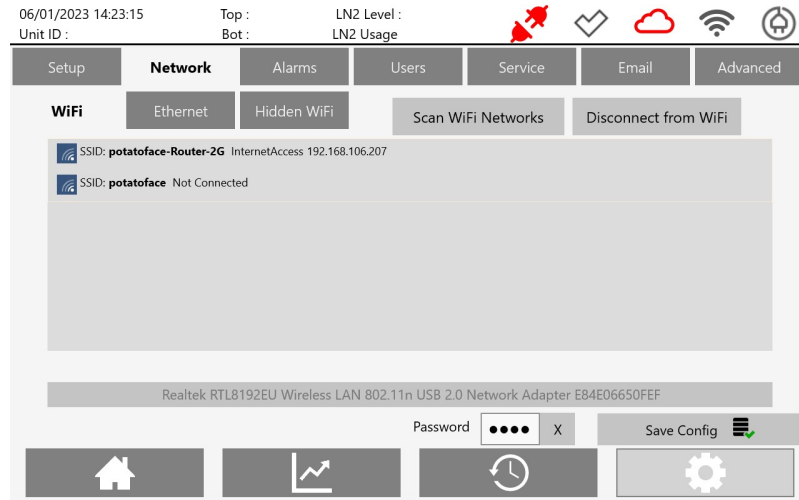 06/01/2023 14:23:15 Top : LN2 Level :
Unit ID : Bot : LN2 Usage
Setup Network Alarms Users Service Email Advanced
WiFi Ethernet Hidden WiFi Scan WiFi Networks Disconnect from WiFi
SSID: potatoface-Router-2G InternetAccess 192.168.106.207
SSID: potatoface Not Connected
Realtek RTL8192EU Wireless LAN 802.11n USB 2.0 Network Adapter E84E06650FEF
Password ●●●● X Save Config